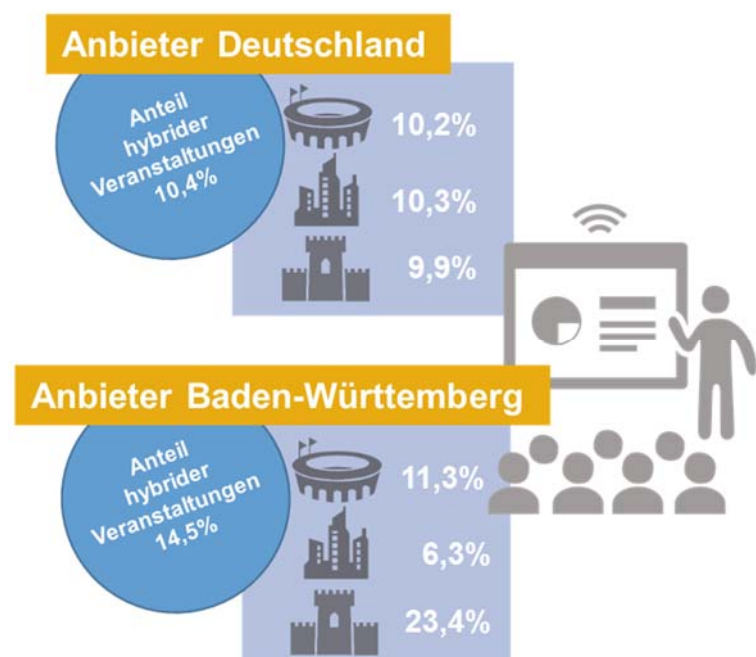 Anbieter Deutschland
Anteil
hybrider
Veranstaltungen
10,4%
10,2%
10,3%
9,9%
Anbieter Baden-Württemberg
Anteil
hybrider
Veranstaltungen
14,5%
11,3%
6,3%
23,4%